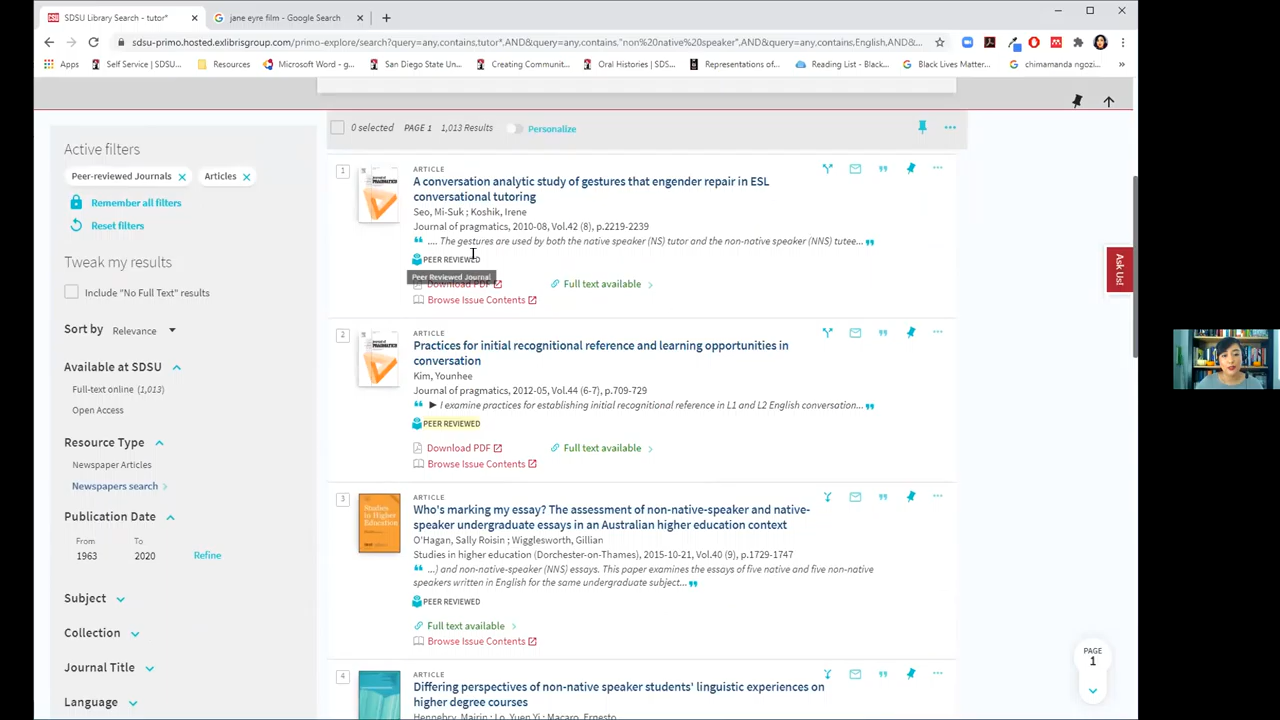 SDSU Library Search - tutor*
jane eyre film - Google Search
sdsu-primo.hosted.exlibrisgroup.com/primo-explore/search?query=any,contains,tutor*,AND&query=any,contains,"non%20native%20speaker",AND&query=any,contains,English,AND&...
Apps
Self Service | SDSU...
Resources
Microsoft Word - g...
San Diego State Un...
Creating Communit...
Oral Histories | SDS...
Representations of...
Reading List - Black...
Black Lives Matter...
chimamanda ngozi...
»
0 selected PAGE 1 1,013 Results Personalize
Active filters
Peer-reviewed Journals
Articles
Remember all filters
Reset filters
Tweak my results
Include "No Full Text" results
Sort by Relevance
Available at SDSU
Full-text online (1,013)
Open Access
Resource Type
Newspaper Articles
Newspapers search
Publication Date
From To
1963 2020 Refine
Subject
Collection
Journal Title
Language
1
ARTICLE
A conversation analytic study of gestures that engender repair in ESL
conversational tutoring
Seo, Mi-Suk ; Koshik, Irene
Journal of pragmatics, 2010-08, Vol.42 (8), p.2219-2239
.... The gestures are used by both the native speaker (NS) tutor and the non-native speaker (NNS) tutee...
PEER REVIEWED
Peer Reviewed Journal
Download PDF Full text available
Browse Issue Contents
2
ARTICLE
Practices for initial recognitional reference and learning opportunities in
conversation
Kim, Younhee
Journal of pragmatics, 2012-05, Vol.44 (6-7), p.709-729
► I examine practices for establishing initial recognitional reference in L1 and L2 English conversation...
PEER REVIEWED
Download PDF Full text available
Browse Issue Contents
3
Studies in
Higher
Education
ARTICLE
Who's marking my essay? The assessment of non-native-speaker and native-
speaker undergraduate essays in an Australian higher education context
O'Hagan, Sally Roisin ; Wigglesworth, Gillian
Studies in higher education (Dorchester-on-Thames), 2015-10-21, Vol.40 (9), p.1729-1747
...) and non-native-speaker (NNS) essays. This paper examines the essays of five native and five non-native
speakers written in English for the same undergraduate subject...
PEER REVIEWED
Full text available
Browse Issue Contents
4
ARTICLE
Differing perspectives of non-native speaker students' linguistic experiences on
higher degree courses
Hennebry, Mairin ; Lo, Yuen Yi ; Macaro, Ernesto
Ask Us!
PAGE
1